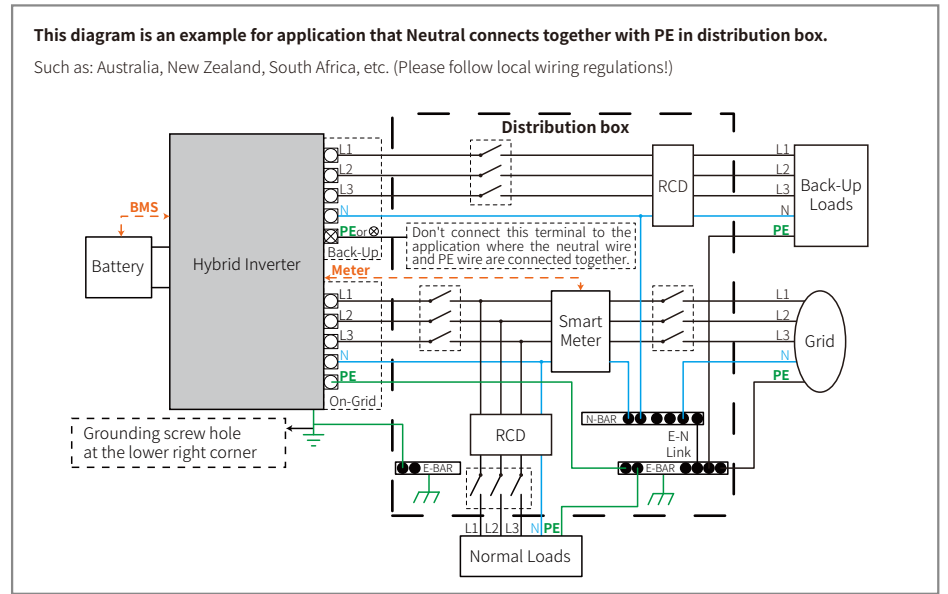 This diagram is an example for application that Neutral connects together with PE in distribution box.
Such as: Australia, New Zealand, South Africa, etc. (Please follow local wiring regulations!)
Distribution box
L1
L2
L3
N
PE or ⊗
Back-Up
RCD
L1
L2
L3
N
PE
Back-Up
Loads
BMS
Battery
Hybrid Inverter
Don't connect this terminal to the
application where the neutral wire
and PE wire are connected together.
Meter
L1
L2
L3
N
PE
On-Grid
Smart
Meter
L1
L2
L3
N
PE
Grid
Grounding screw hole
at the lower right corner
RCD
N-BAR
E-N
Link
E-BAR
E-BAR
L1 L2 L3 N PE
Normal Loads